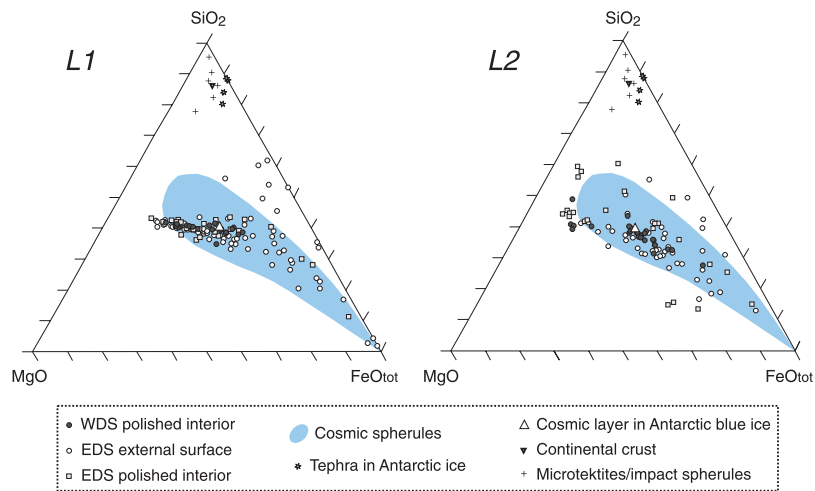 SiO2
SiO2
L1
L2
MgO
FeOtot
MgO
FeOtot
WDS polished interior
EDS external surface
EDS polished interior
Cosmic spherules
Tephra in Antarctic ice
Cosmic layer in Antarctic blue ice
Continental crust
Microtektites/impact spherules